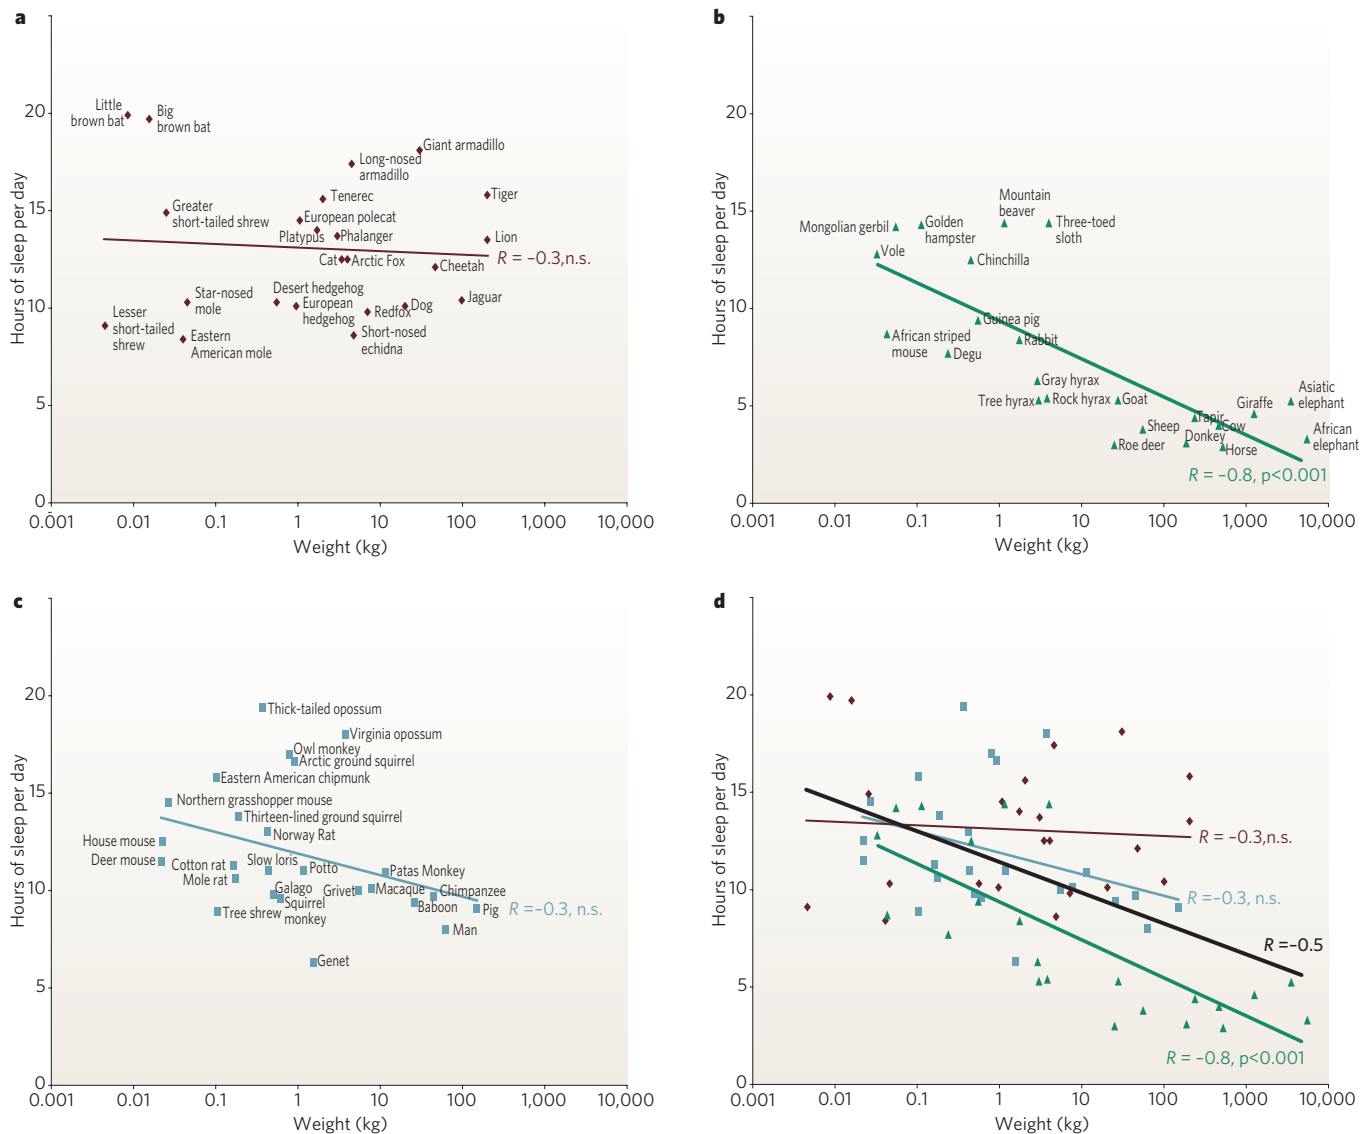 a
Hours of sleep per day
20
15
10
5
0
Little
brown bat
Big
brown bat
Giant armadillo
Long-nosed
armadillo
Tenerec
Tiger
Greater
short-tailed shrew
European polecat
Platypus
Phalanger
Lion
R = –0.3,n.s.
Cat
Arctic Fox
Cheetah
Star-nosed
mole
Desert hedgehog
European
hedgehog
Redfox
Dog
Jaguar
Lesser
short-tailed
shrew
Eastern
American mole
Short-nosed
echidna
0.001
0.01
0.1
1
10
100
1,000
10,000
Weight (kg)
b
Hours of sleep per day
20
15
10
5
0
Mongolian gerbil
Golden
hampster
Mountain
beaver
Three-toed
sloth
Vole
Chinchilla
Guinea pig
African striped
mouse
Degu
Rabbit
Gray hyrax
Tree hyrax
Rock hyrax
Goat
Giraffe
Asiatic
elephant
Sheep
Tapir
Cow
Roe deer
Donkey
Horse
African
elephant
R = –0.8, p<0.001
0.001
0.01
0.1
1
10
100
1,000
10,000
Weight (kg)
c
Hours of sleep per day
20
15
10
5
0
Thick-tailed opossum
Virginia opossum
Owl monkey
Arctic ground squirrel
Eastern American chipmunk
Northern grasshopper mouse
Thirteen-lined ground squirrel
House mouse
Norway Rat
Deer mouse
Cotton rat
Slow loris
Potto
Patas Monkey
Mole rat
Galago
Grivet
Macaque
Chimpanzee
Tree shrew
Squirrel
monkey
Baboon
Pig
R =–0.3, n.s.
Man
Genet
0.001
0.01
0.1
1
10
100
1,000
10,000
Weight (kg)
d
Hours of sleep per day
20
15
10
5
0
R = –0.3,n.s.
R =–0.3, n.s.
R =–0.5
R = –0.8, p<0.001
0.001
0.01
0.1
1
10
100
1,000
10,000
Weight (kg)